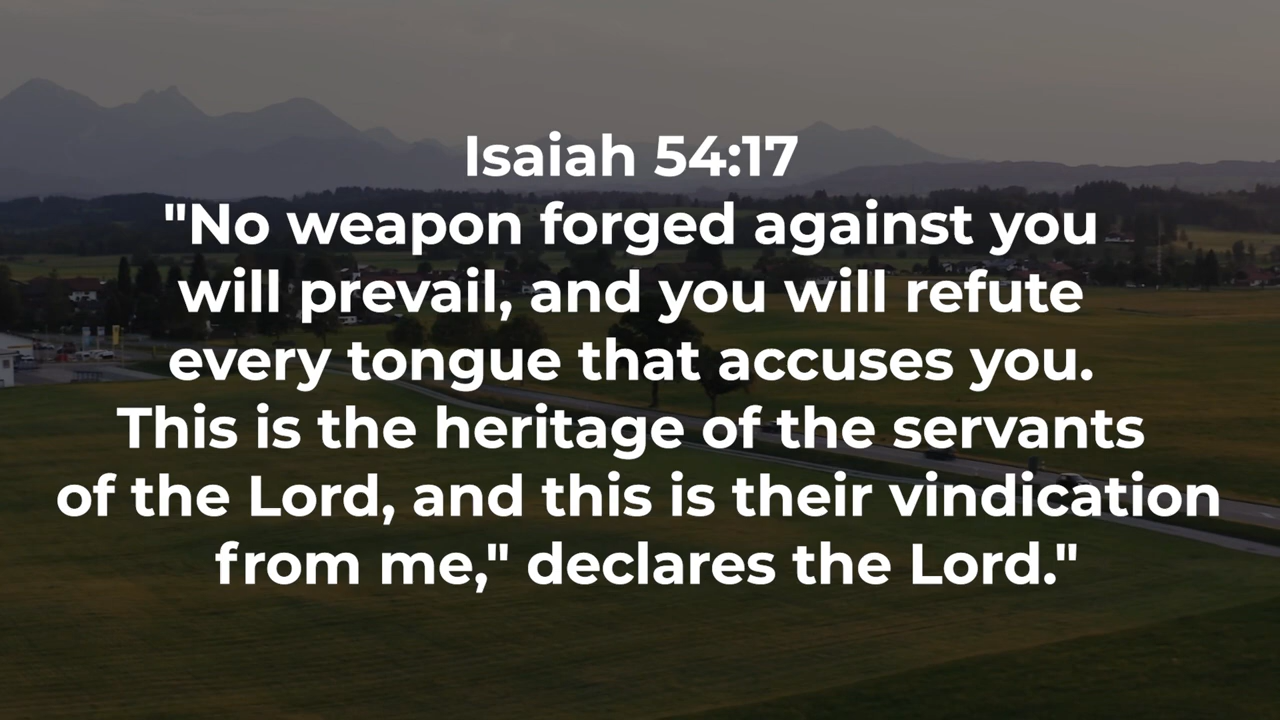 Isaiah 54:17
"No weapon forged against you
will prevail, and you will refute
every tongue that accuses you.
This is the heritage of the servants
of the Lord, and this is their vindication
from me," declares the Lord."